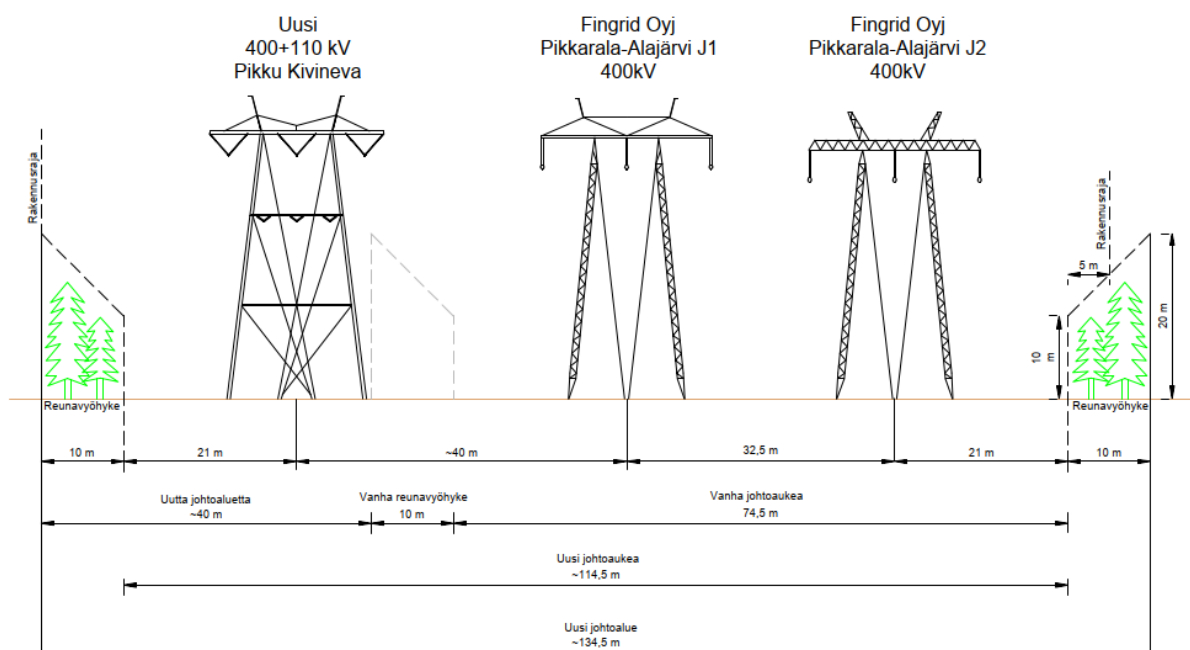 Uusi
400+110 kV
Pikku Kivineva
Fingrid Oyj
Pikkarala-Alajärvi J1
400kV
Fingrid Oyj
Pikkarala-Alajärvi J2
400kV
Rakennusraja
Rakennusraja
5 m
20 m
10
m
Reunavyöhyke
Reunavyöhyke
10 m
21 m
~40 m
32,5 m
21 m
10 m
Uutta johtoaluetta
~40 m
Vanha reunavyöhyke
10 m
Vanha johtoaukea
74,5 m
Uusi johtoaukea
~114,5 m
Uusi johtoalue
~134,5 m